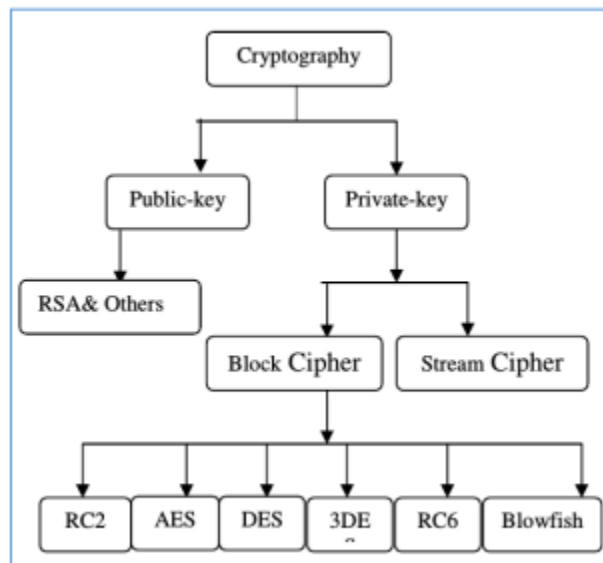 Cryptography
Public-key
Private-key
RSA& Others
Block Cipher
Stream Cipher
RC2
AES
DES
3DE
RC6
Blowfish